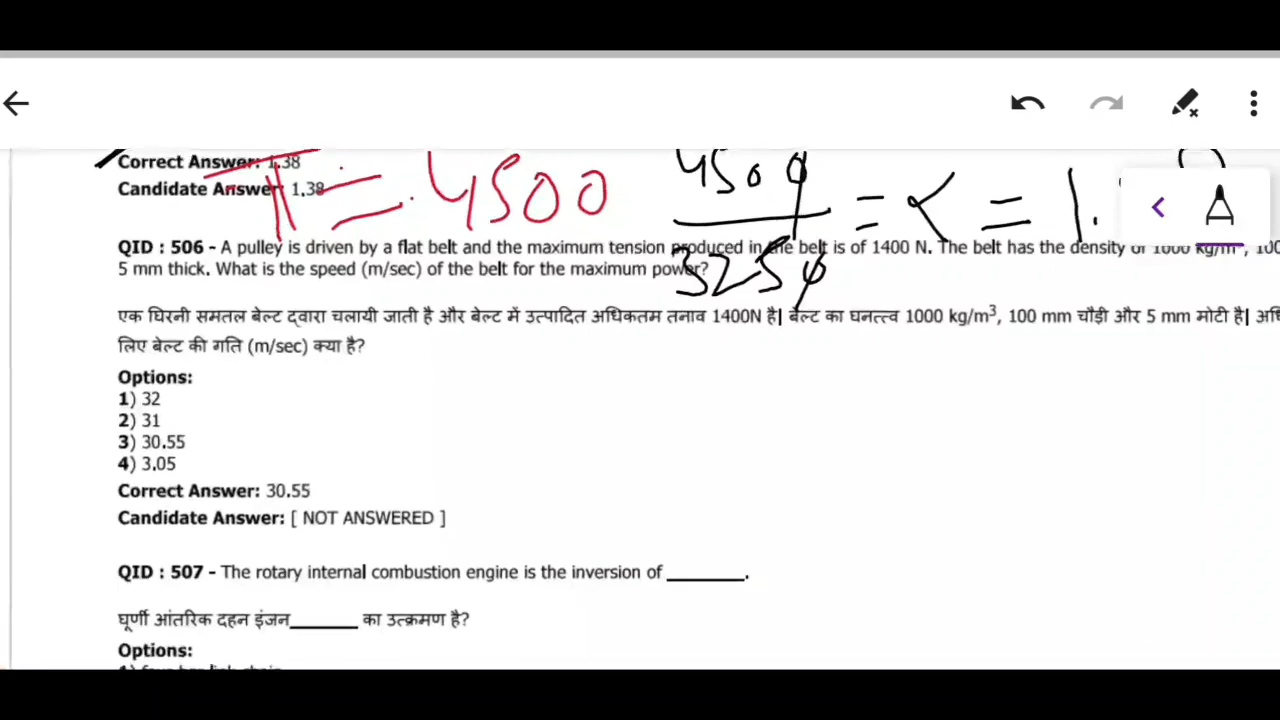 Correct Answer: 1.38
Candidate Answer: 1.38
T = 4500
4500
3250
= α = 1.
QID : 506 - A pulley is driven by a flat belt and the maximum tension produced in the belt is of 1400 N. The belt has the density of 1000 kg/m³, 100
5 mm thick. What is the speed (m/sec) of the belt for the maximum power?
एक घिरनी समतल बेल्ट द्वारा चलायी जाती है और बेल्ट में उत्पादित अधिकतम तनाव 1400N है| बैल्ट का घनत्त्व 1000 kg/m³, 100 mm चौड़ी और 5 mm मोटी है|
लिए बेल्ट की गति (m/sec) क्या है?
Options:
1) 32
2) 31
3) 30.55
4) 3.05
Correct Answer: 30.55
Candidate Answer: [ NOT ANSWERED ]
QID : 507 - The rotary internal combustion engine is the inversion of ________.
घूर्णी आंतरिक दहन इंजन_______ का उत्क्रमण है?
Options: